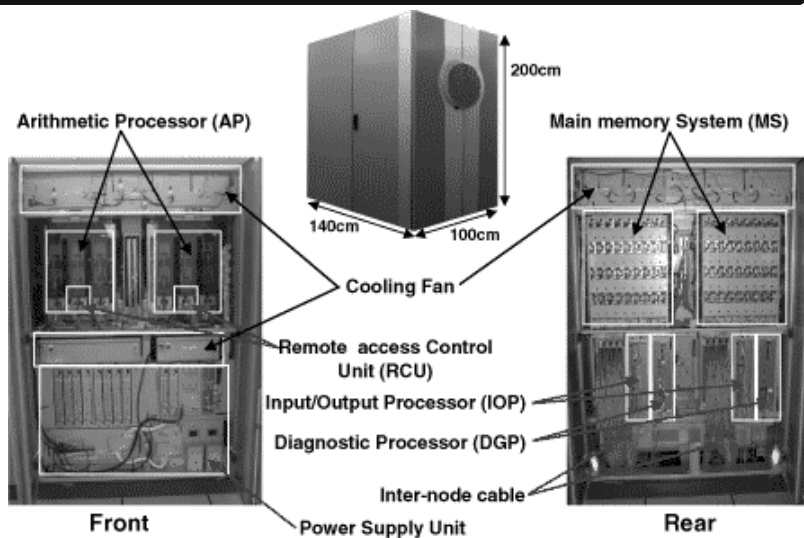 200cm
Arithmetic Processor (AP)
Main memory System (MS)
140cm
100cm
Cooling Fan
Remote access Control
Unit (RCU)
Input/Output Processor (IOP)
Diagnostic Processor (DGP)
Inter-node cable
Front
Power Supply Unit
Rear